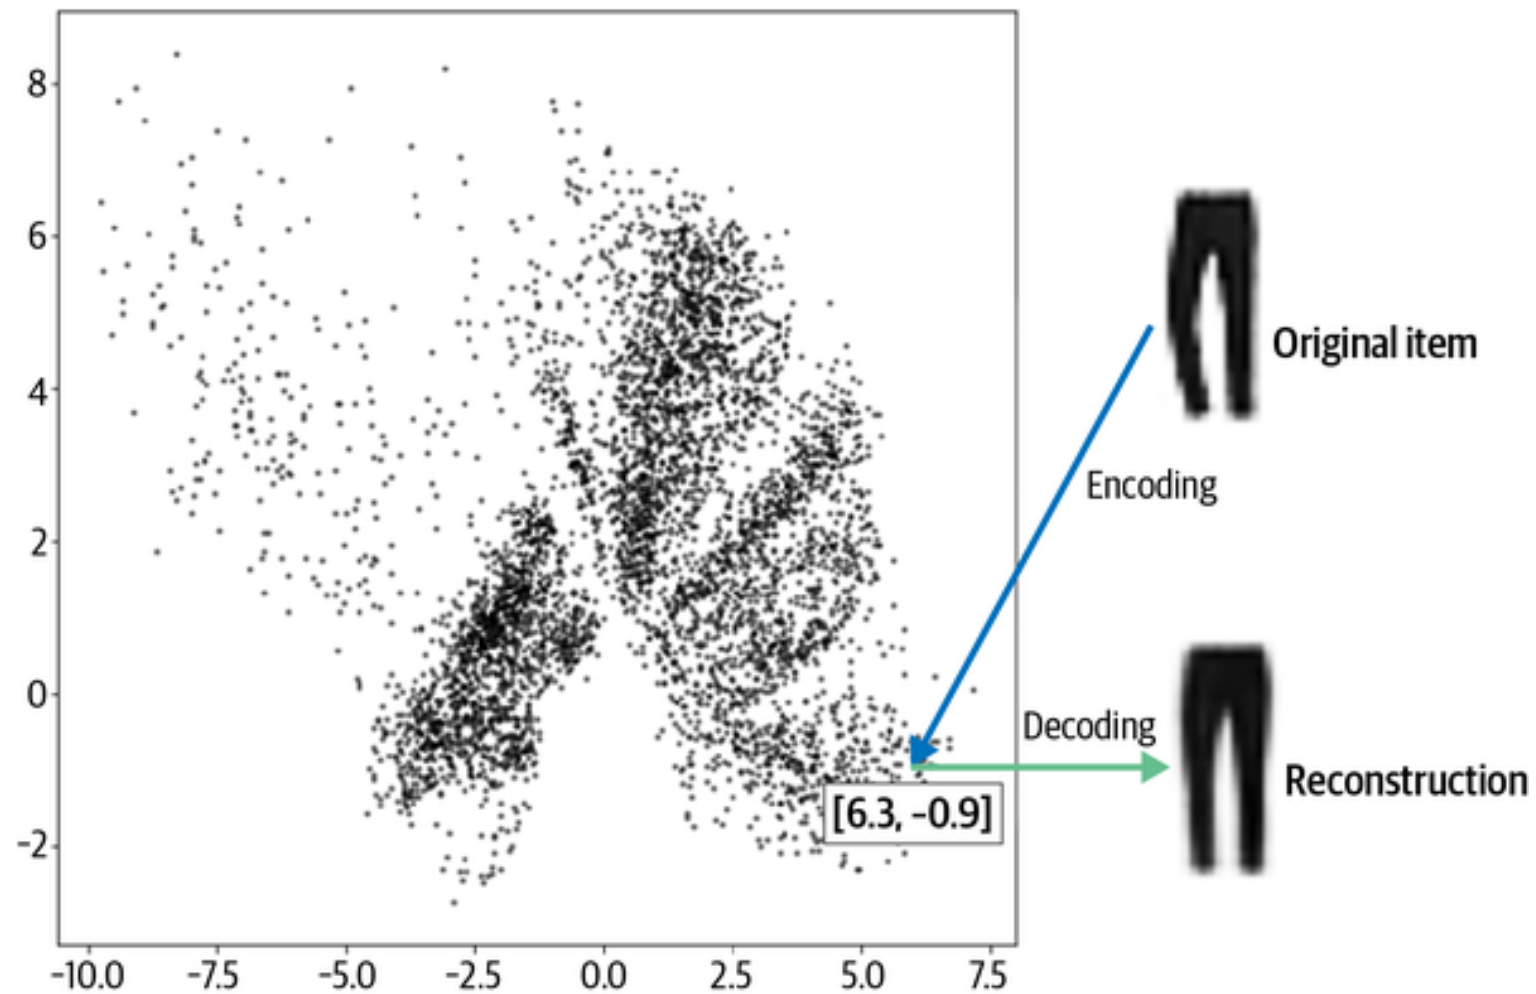 8
6
4
2
0
−2
−10.0 −7.5 −5.0 −2.5 0.0 2.5 5.0 7.5
Original item
Encoding
Decoding
[6.3, −0.9]
Reconstruction